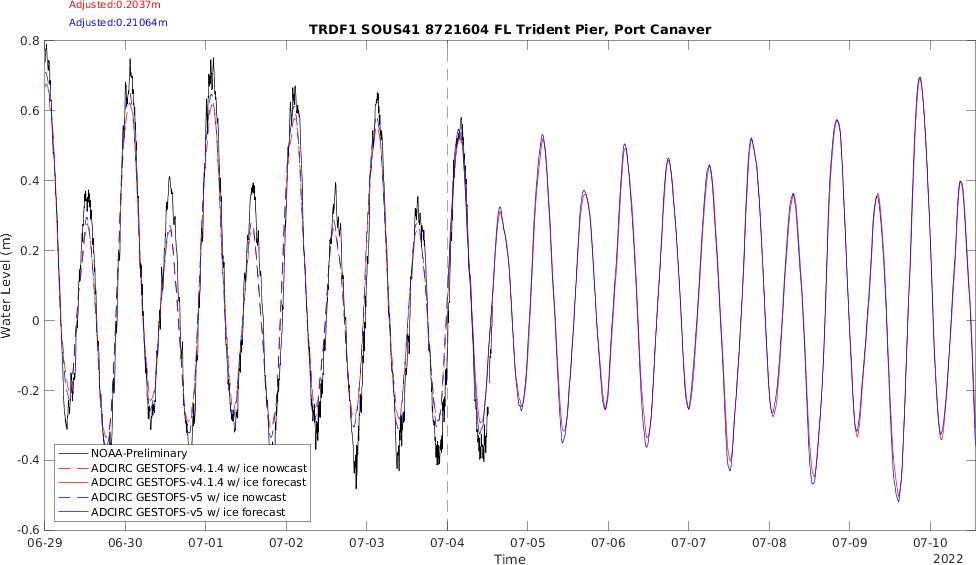 Adjusted:0.2037m
Adjusted:0.21064m
TRDF1 SOUS41 8721604 FL Trident Pier, Port Canaver
0.8
0.6
0.4
0.2
0
-0.2
-0.4
-0.6
Water Level (m)
NOAA-Preliminary
ADCIRC GESTOFS-v4.1.4 w/ ice nowcast
ADCIRC GESTOFS-v4.1.4 w/ ice forecast
ADCIRC GESTOFS-v5 w/ ice nowcast
ADCIRC GESTOFS-v5 w/ ice forecast
06-29 06-30 07-01 07-02 07-03 07-04 07-05 07-06 07-07 07-08 07-09 07-10
Time
2022